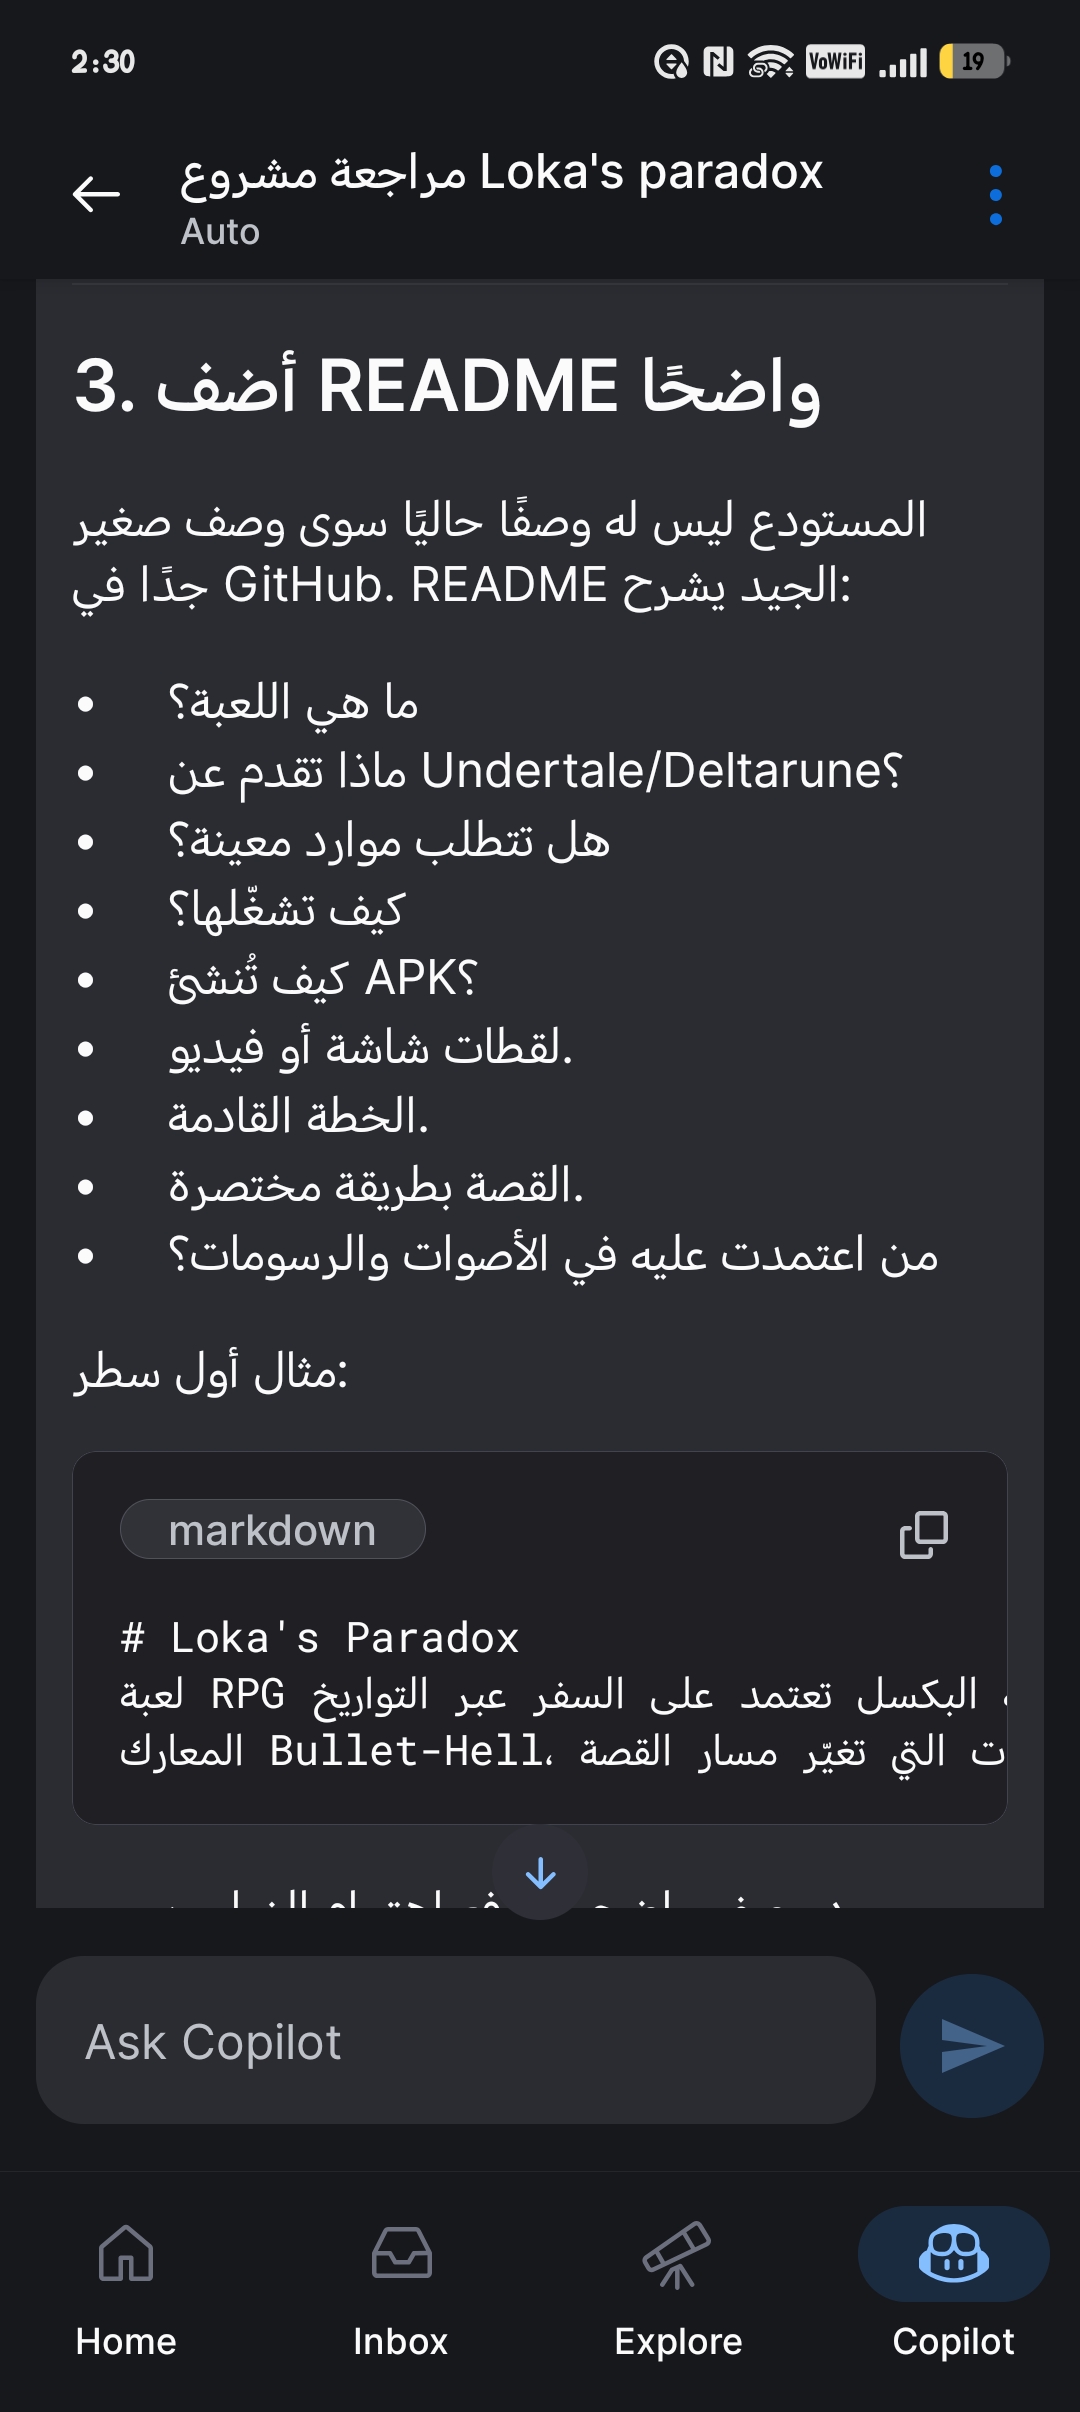 2:30
VoWiFi
19
مراجعة مشروع Loka's paradox
Auto
3. أضف README واضحًا
المستودع ليس له وصفًا حاليًا سوى وصف صغير
جدًا في GitHub. README الجيد يشرح:
• ما هي اللعبة؟
• ماذا تقدم عن Undertale/Deltarune؟
• هل تتطلب موارد معينة؟
• كيف تشغّلها؟
• كيف تُنشئ APK؟
• لقطات شاشة أو فيديو.
• الخطة القادمة.
• القصة بطريقة مختصرة.
• من اعتمدت عليه في الأصوات والرسومات؟
مثال أول سطر:
markdown
# Loka's Paradox
لعبة RPG البكسل تعتمد على السفر عبر التواريخ
المعارك Bullet-Hell، التي تغيّر مسار القصة
Ask Copilot
Home
Inbox
Explore
Copilot